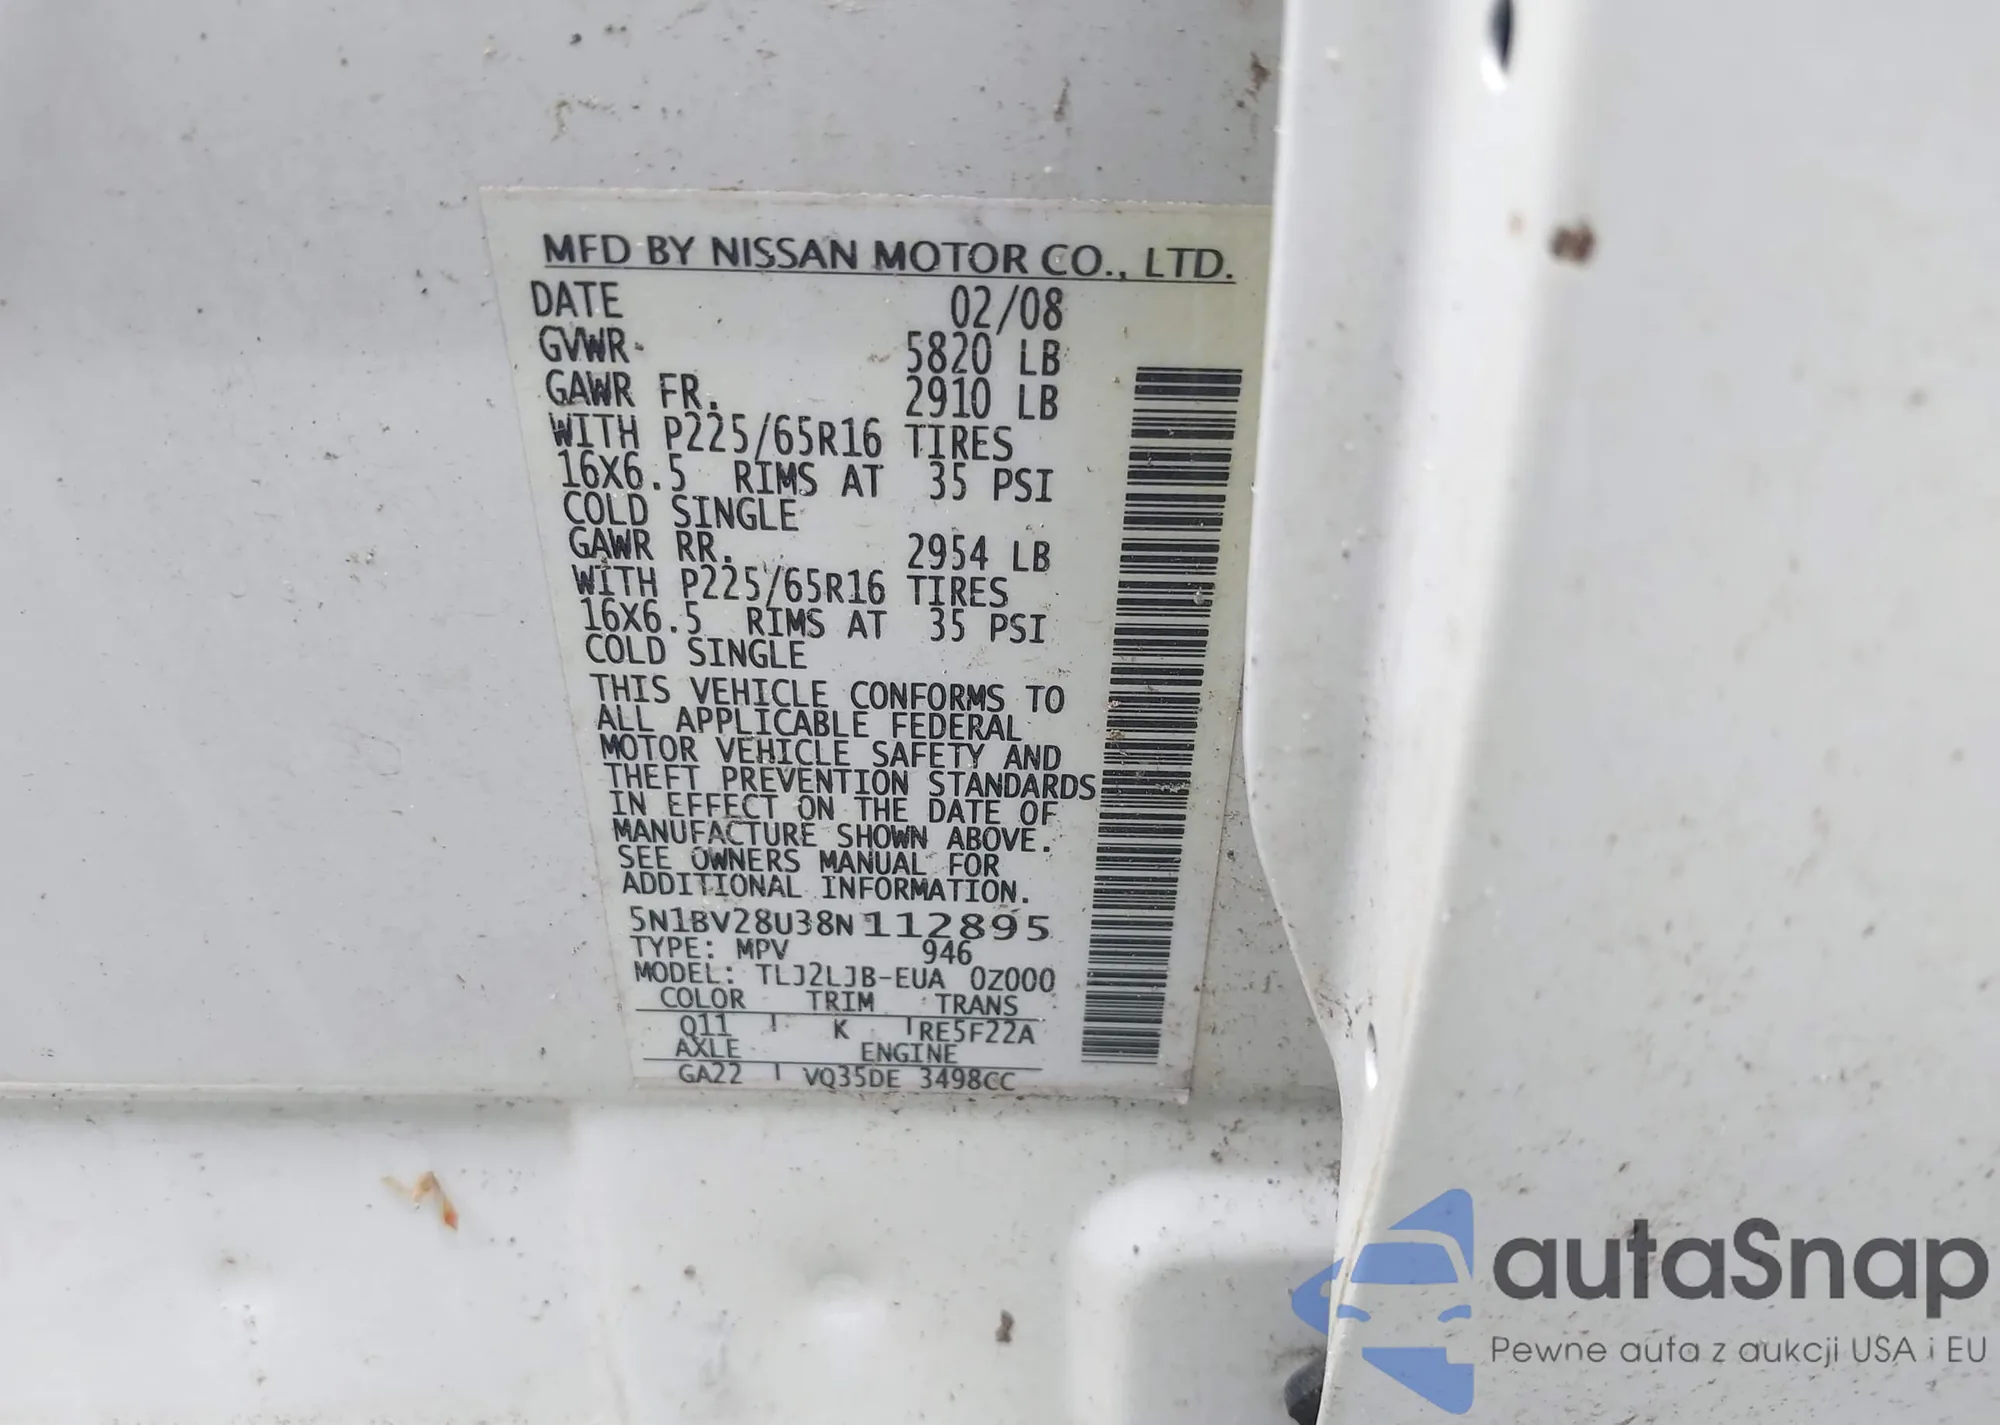 MFD BY NISSAN MOTOR CO., LTD.
DATE 02/08
GVWR 5820 LB
GAWR FR. 2910 LB
WITH P225/65R16 TIRES
16X6.5 RIMS AT 35 PSI
COLD SINGLE
GAWR RR. 2954 LB
WITH P225/65R16 TIRES
16X6.5 RIMS AT 35 PSI
COLD SINGLE
THIS VEHICLE CONFORMS TO
ALL APPLICABLE FEDERAL
MOTOR VEHICLE SAFETY AND
THEFT PREVENTION STANDARDS
IN EFFECT ON THE DATE OF
MANUFACTURE SHOWN ABOVE.
SEE OWNERS MANUAL FOR
ADDITIONAL INFORMATION.
5N1BV28U38N112895
TYPE: MPV 946
MODEL: TLJ2LJB-EUA 0Z000
COLOR TRIM TRANS
Q11 K RE5F22A
AXLE ENGINE
GA22 VQ35DE 3498CC
autaSnap
Pewne auta z aukcji USA i EU